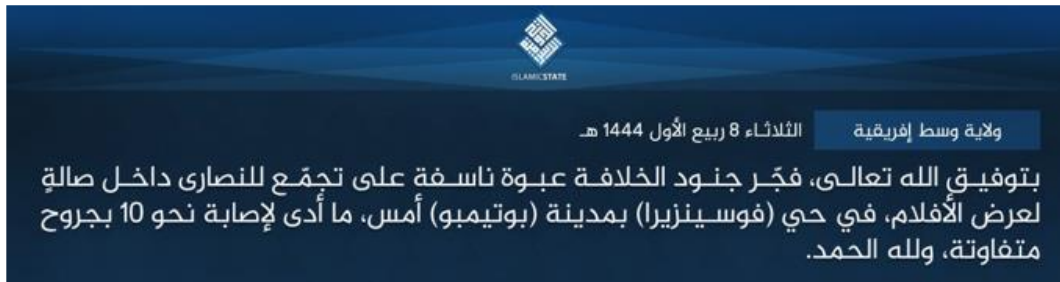 ISLAMIC STATE
ولاية وسط إفريقية الثلاثاء 8 ربيع الأول 1444 هـ
بتوفيق الله تعالى، فجّر جنود الخلافة عبوة ناسفة على تجمّع للنصارى داخل صالةٍ
لعرض الأفلام، في حي (فوسينزيرا) بمدينة (بوتيمبو) أمس، ما أدى لإصابة نحو 10 بجروح
متفاوتة، ولله الحمد.